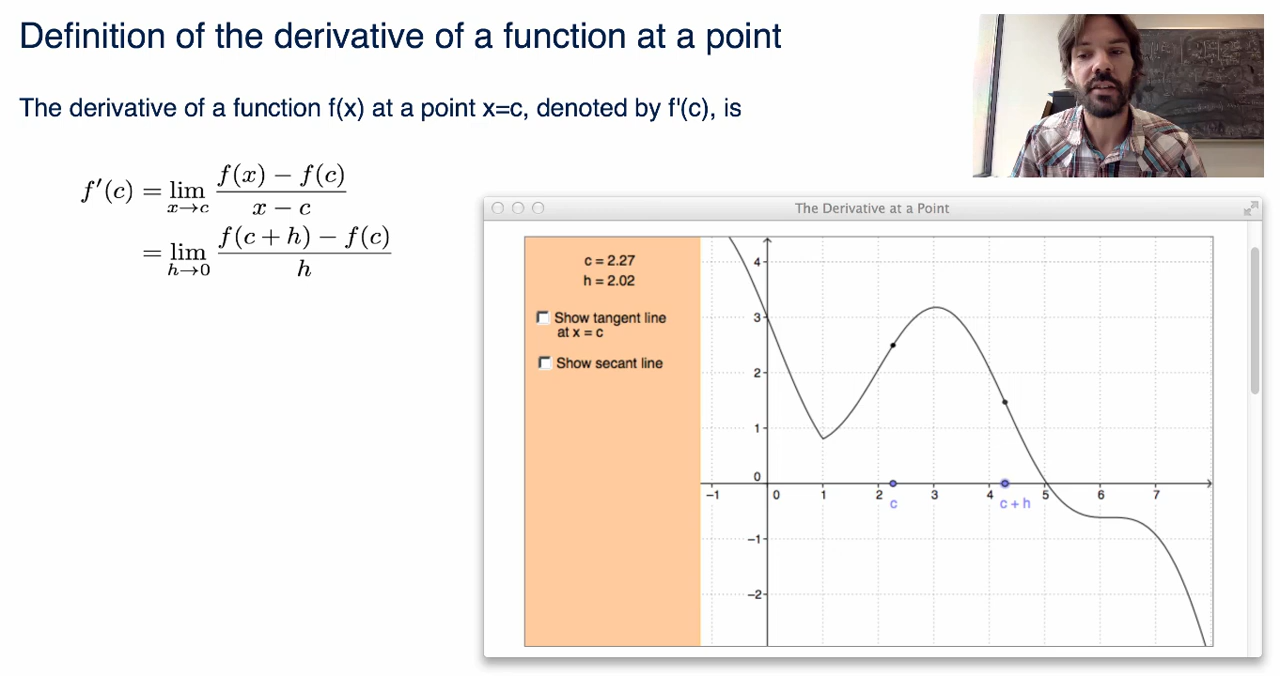 Definition of the derivative of a function at a point
The derivative of a function f(x) at a point x=c, denoted by f'(c), is
f′(c) = lim x→c f(x) − f(c) / x − c
= lim h→0 f(c + h) − f(c) / h
The Derivative at a Point
c = 2.27
h = 2.02
Show tangent line
at x = c
Show secant line
4
3
2
1
0
−1
−2
−1 0 1 2 3 4 5 6 7
c
c + h